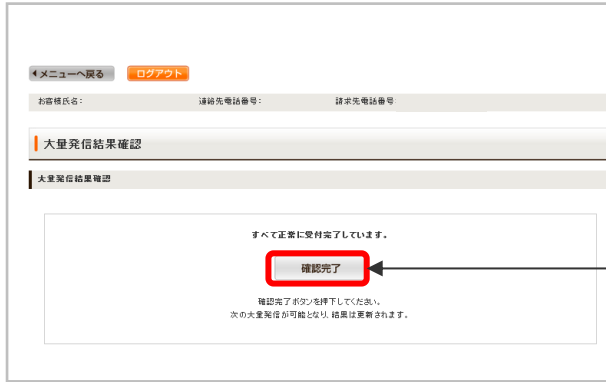 メニューへ戻る ログアウト
お客様氏名: 連絡先電話番号: 請求先電話番号
大量発信結果確認
大量発信結果確認
すべて正常に受付完了しています。
確認完了
確認完了ボタンを押下してください。
次の大量発信が可能となり、結果は更新されます。